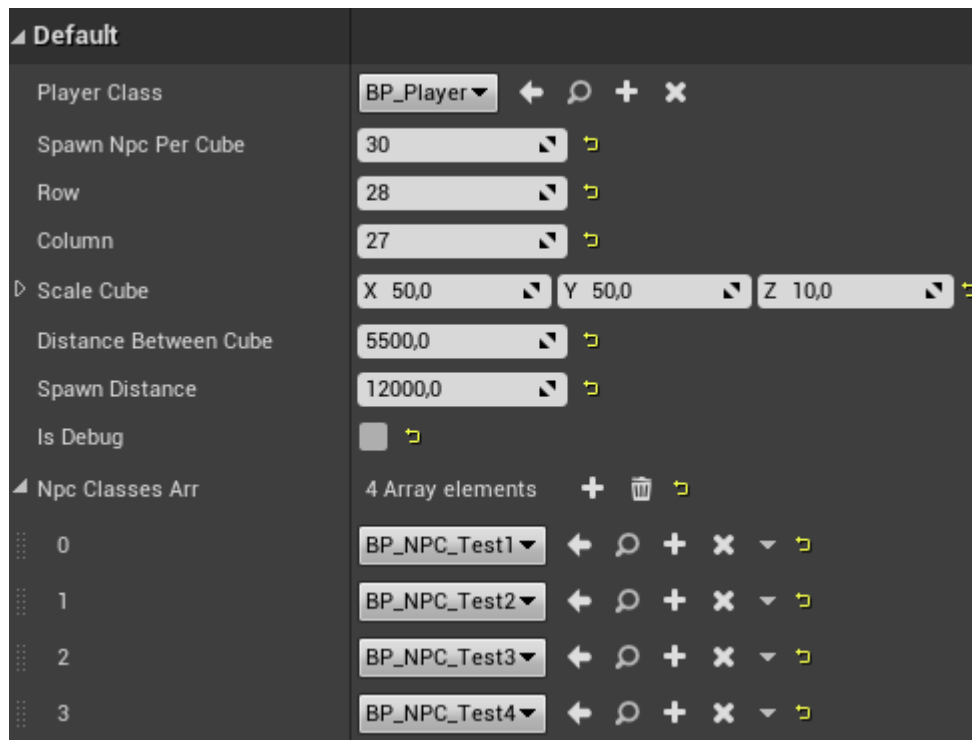 Default
Player Class BP_Player
Spawn Npc Per Cube 30
Row 28
Column 27
Scale Cube X 50,0 Y 50,0 Z 10,0
Distance Between Cube 5500,0
Spawn Distance 12000,0
Is Debug
Npc Classes Arr 4 Array elements
0 BP_NPC_Test1
1 BP_NPC_Test2
2 BP_NPC_Test3
3 BP_NPC_Test4